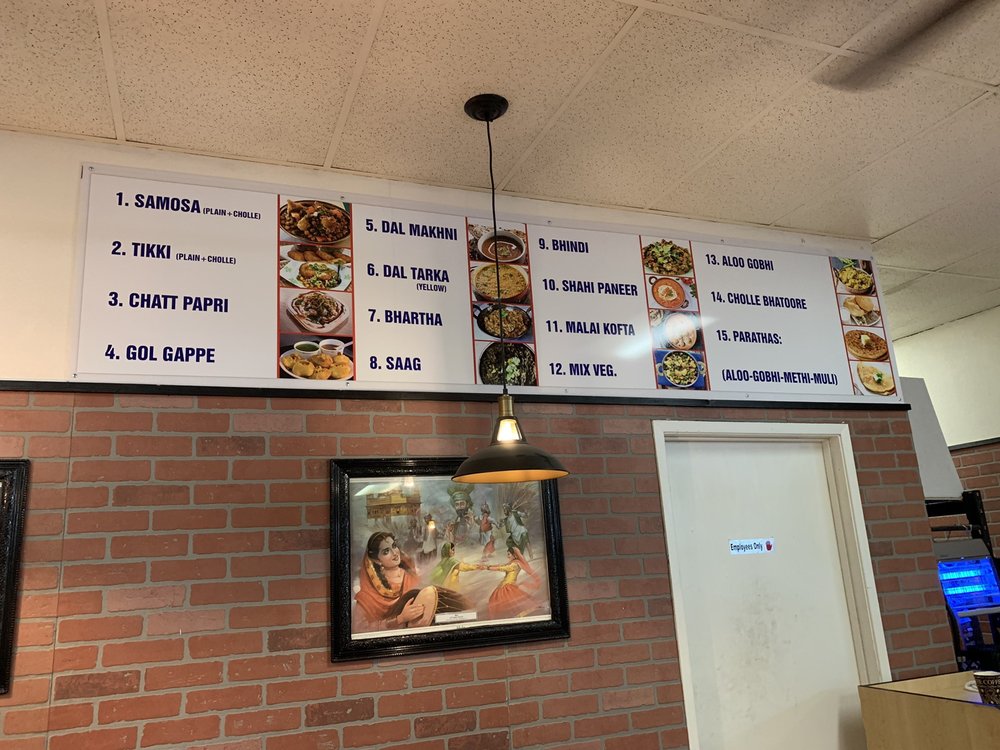 1. SAMOSA (PLAIN+CHOLLE)
2. TIKKI (PLAIN+CHOLLE)
3. CHATT PAPRI
4. GOL GAPPE
5. DAL MAKHNI
6. DAL TARKA
(YELLOW)
7. BHARTHA
8. SAAG
9. BHINDI
10. SHAHI PANEER
11. MALAI KOFTA
12. MIX VEG.
13. ALOO GOBHI
14. CHOLLE BHATOORE
15. PARATHAS:
(ALOO-GOBHI-METHI-MULI)
Employees Only